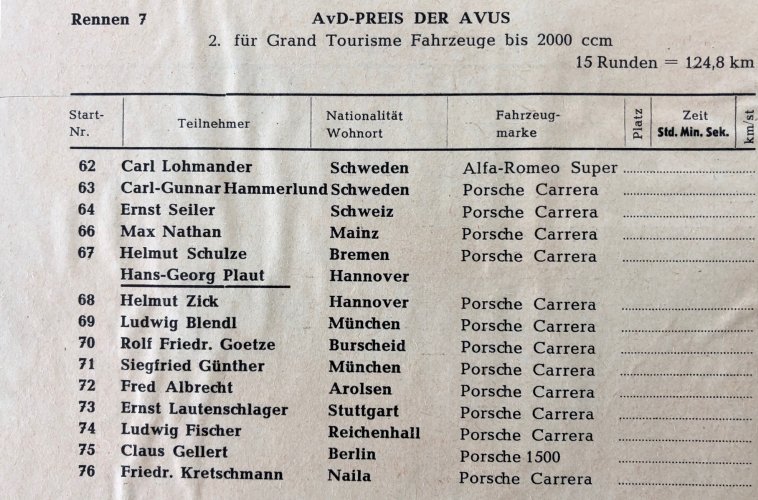 Rennen 7 AvD-PREIS DER AVUS
2. für Grand Tourisme Fahrzeuge bis 2000 ccm
15 Runden = 124,8 km
Start-Nr. Teilnehmer Nationalität Wohnort Fahrzeug-marke Platz Zeit Std. Min. Sek. km/st
62 Carl Lohmander Schweden Alfa-Romeo Super
63 Carl-Gunnar Hammerlund Schweden Porsche Carrera
64 Ernst Seiler Schweiz Porsche Carrera
66 Max Nathan Mainz Porsche Carrera
67 Helmut Schulze Bremen Porsche Carrera
Hans-Georg Plaut Hannover
68 Helmut Zick Hannover Porsche Carrera
69 Ludwig Blendl München Porsche Carrera
70 Rolf Friedr. Goetze Burscheid Porsche Carrera
71 Siegfried Günther München Porsche Carrera
72 Fred Albrecht Arolsen Porsche Carrera
73 Ernst Lautenschlager Stuttgart Porsche Carrera
74 Ludwig Fischer Reichenhall Porsche Carrera
75 Claus Gellert Berlin Porsche 1500
76 Friedr. Kretschmann Naila Porsche Carrera